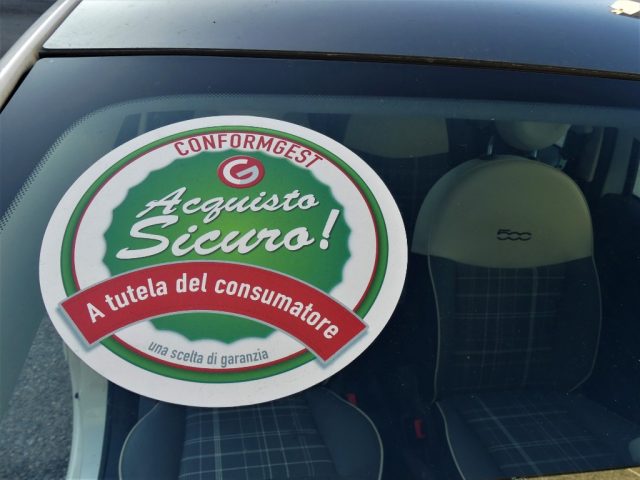 CONFORMGEST
G
Acquisto
Sicuro!
A tutela del consumatore
una scelta di garanzia
500